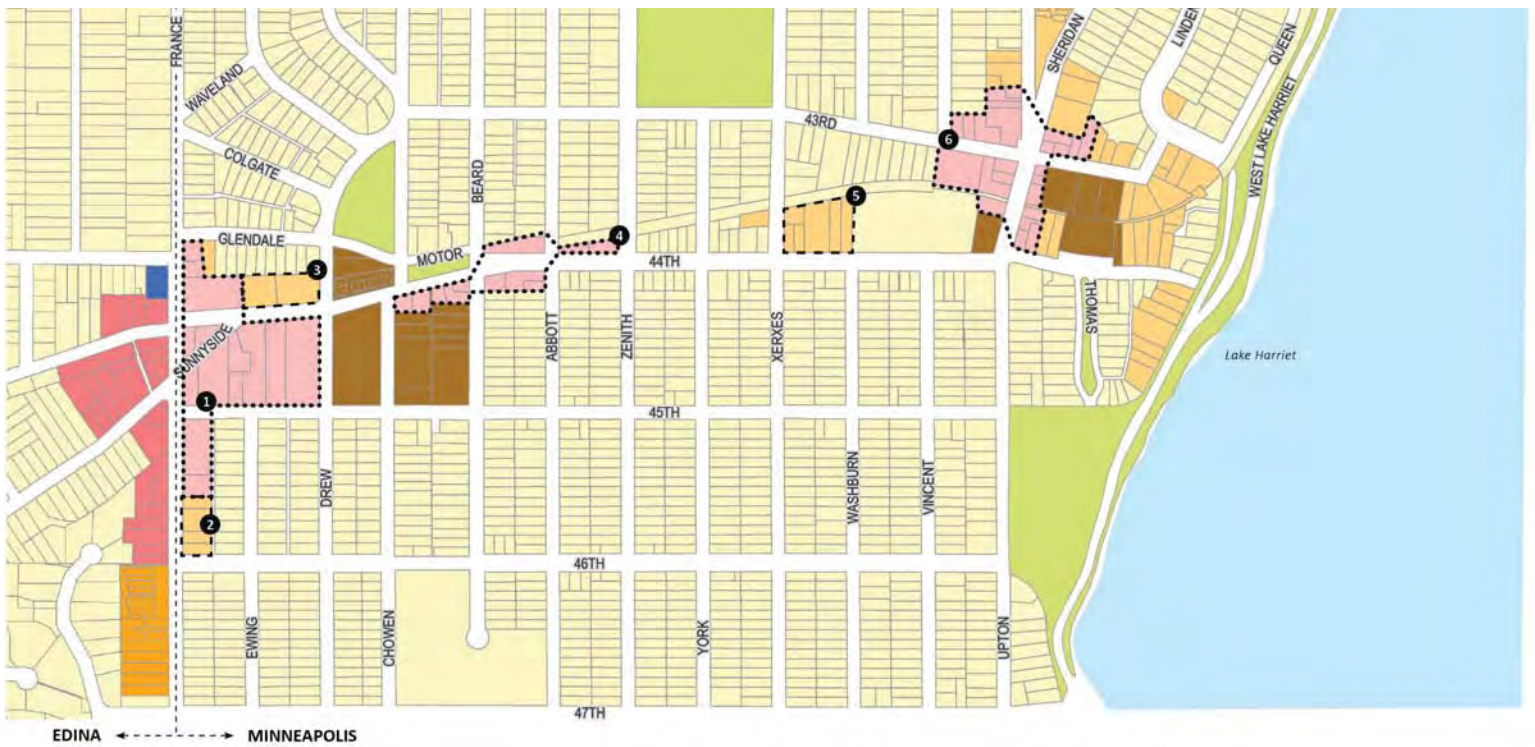 FRANCE
WAVELAND
COLGATE
GLENDALE
BEARD
MOTOR
SUNNYSIDE
43RD
44TH
45TH
46TH
47TH
SHERIDAN
LINDEN
QUEEN
WEST LAKE HARRIET
THOMAS
ABBOTT
ZENITH
XERXES
DREW
WASHBURN
VINCENT
EWING
CHOWEN
YORK
UPTON
Lake Harriet
1
2
3
4
5
6
EDINA
MINNEAPOLIS